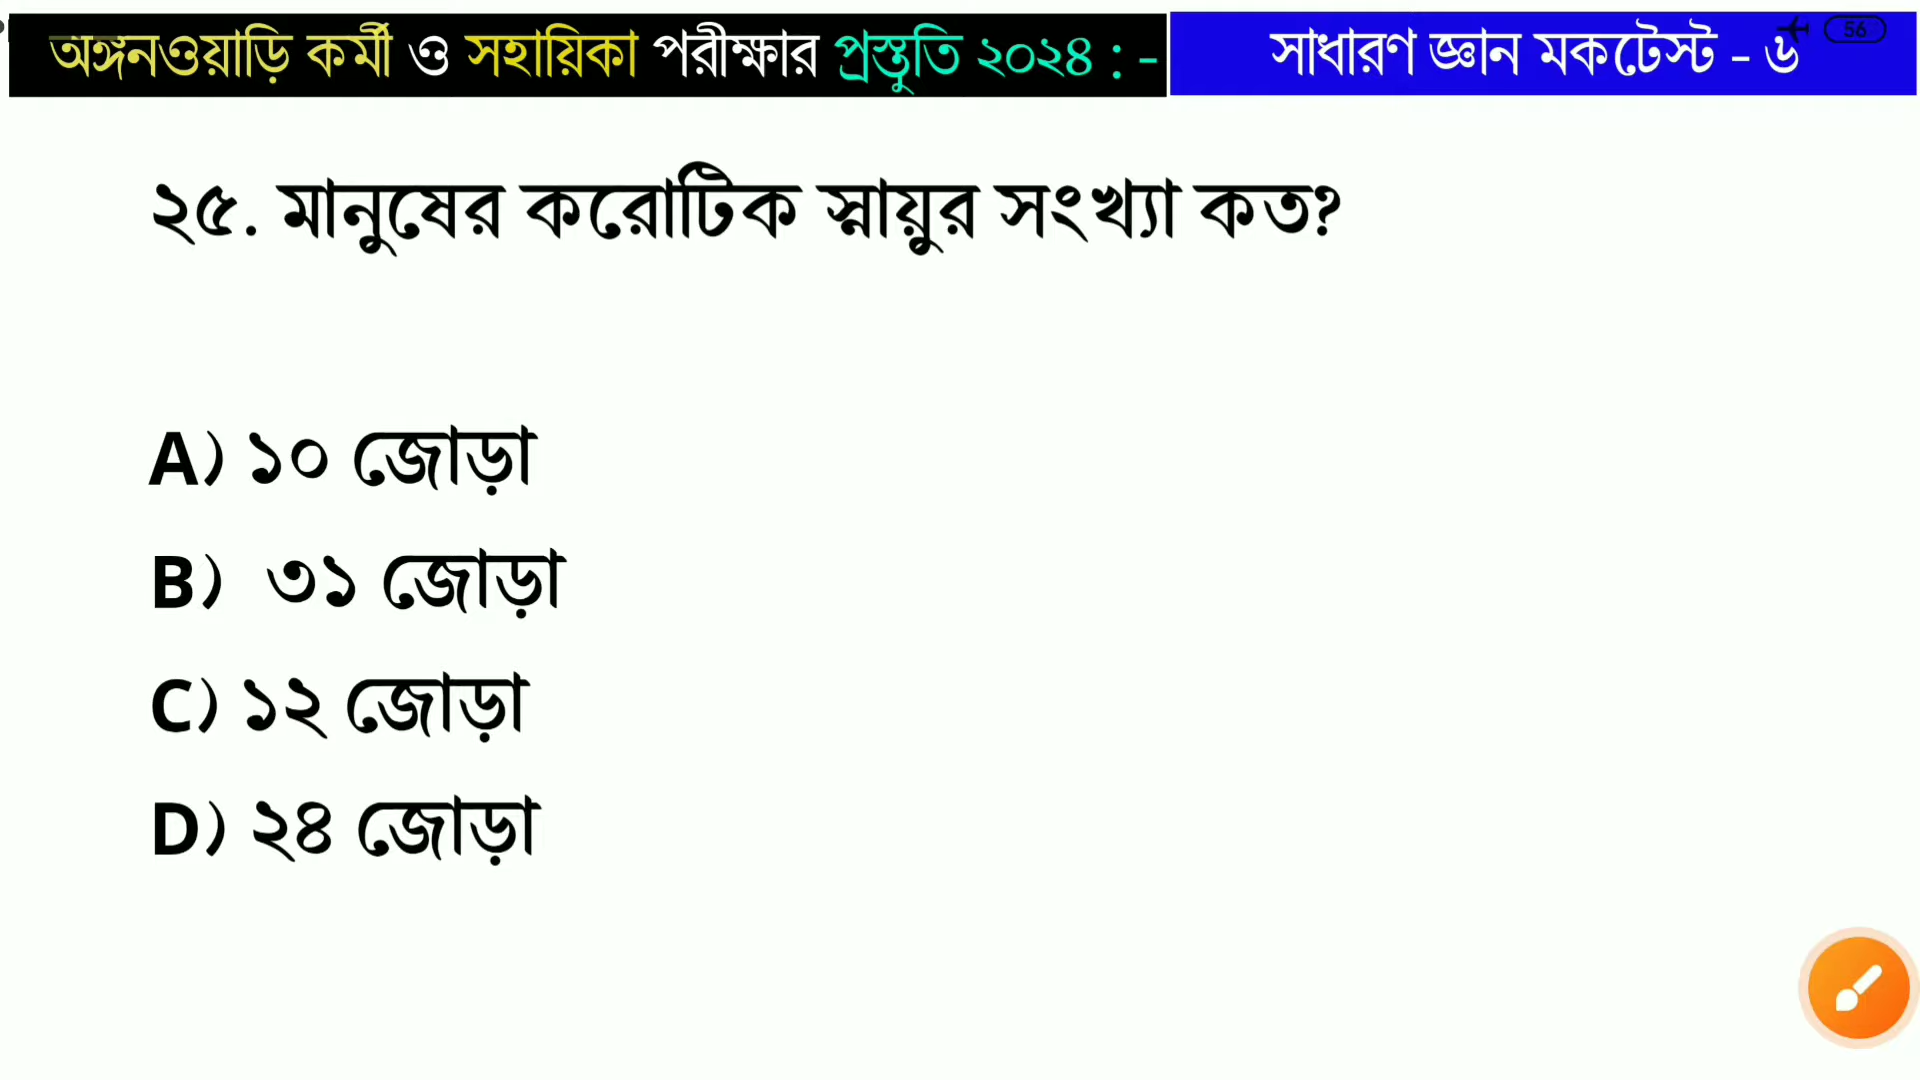 অঙ্গনওয়াড়ি কর্মী ও সহায়িকা পরীক্ষার প্রস্তুতি ২০২৪ : -
সাধারণ জ্ঞান মকটেস্ট - ৬
56
২৫. মানুষের করোটিক স্নায়ুর সংখ্যা কত?
A) ১০ জোড়া
B) ৩১ জোড়া
C) ১২ জোড়া
D) ২৪ জোড়া